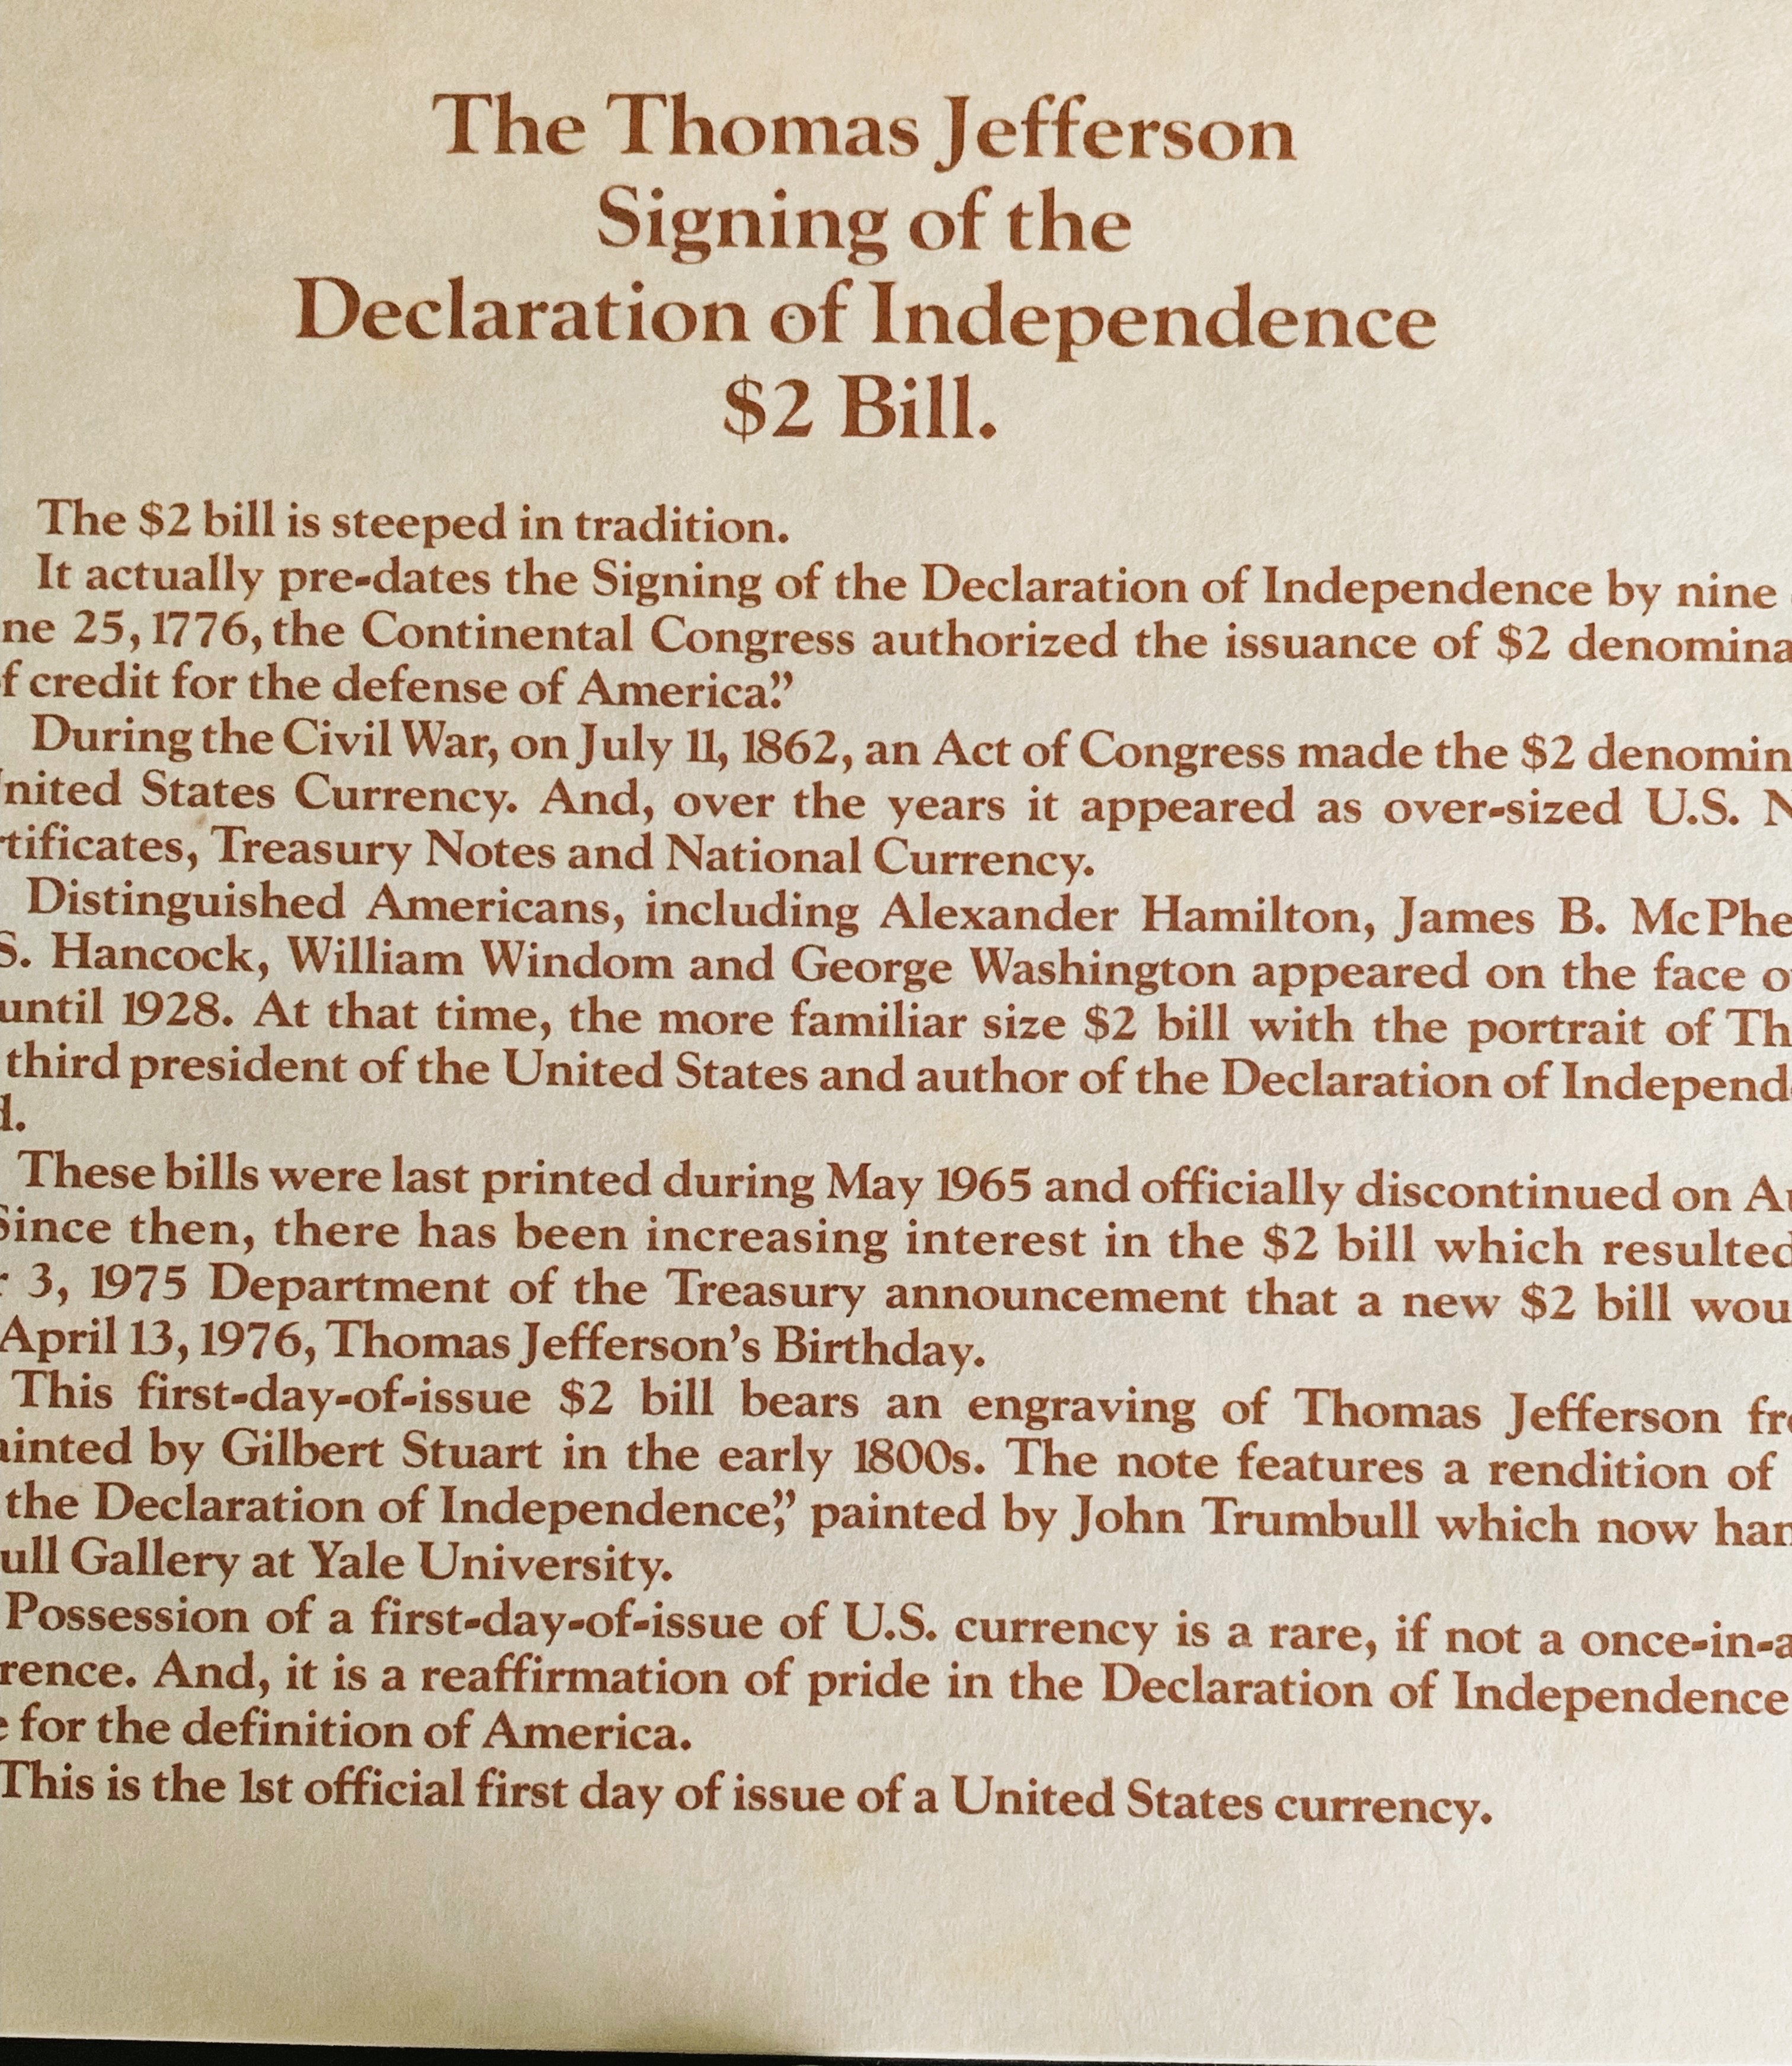 The Thomas Jefferson
Signing of the
Declaration of Independence
$2 Bill.
The $2 bill is steeped in tradition.
It actually pre-dates the Signing of the Declaration of Independence by nine
ne 25, 1776, the Continental Congress authorized the issuance of $2 denomina
f credit for the defense of America."
During the Civil War, on July 11, 1862, an Act of Congress made the $2 denomin
nited States Currency. And, over the years it appeared as over-sized U.S. N
rtificates, Treasury Notes and National Currency.
Distinguished Americans, including Alexander Hamilton, James B. McPhe
S. Hancock, William Windom and George Washington appeared on the face o
until 1928. At that time, the more familiar size $2 bill with the portrait of Th
third president of the United States and author of the Declaration of Independ
d.
These bills were last printed during May 1965 and officially discontinued on Au
Since then, there has been increasing interest in the $2 bill which resulted
r 3, 1975 Department of the Treasury announcement that a new $2 bill wou
April 13, 1976, Thomas Jefferson's Birthday.
This first-day-of-issue $2 bill bears an engraving of Thomas Jefferson fro
ainted by Gilbert Stuart in the early 1800s. The note features a rendition of
the Declaration of Independence," painted by John Trumbull which now han
ull Gallery at Yale University.
Possession of a first-day-of-issue of U.S. currency is a rare, if not a once-in-a
rence. And, it is a reaffirmation of pride in the Declaration of Independence
e for the definition of America.
This is the 1st official first day of issue of a United States currency.